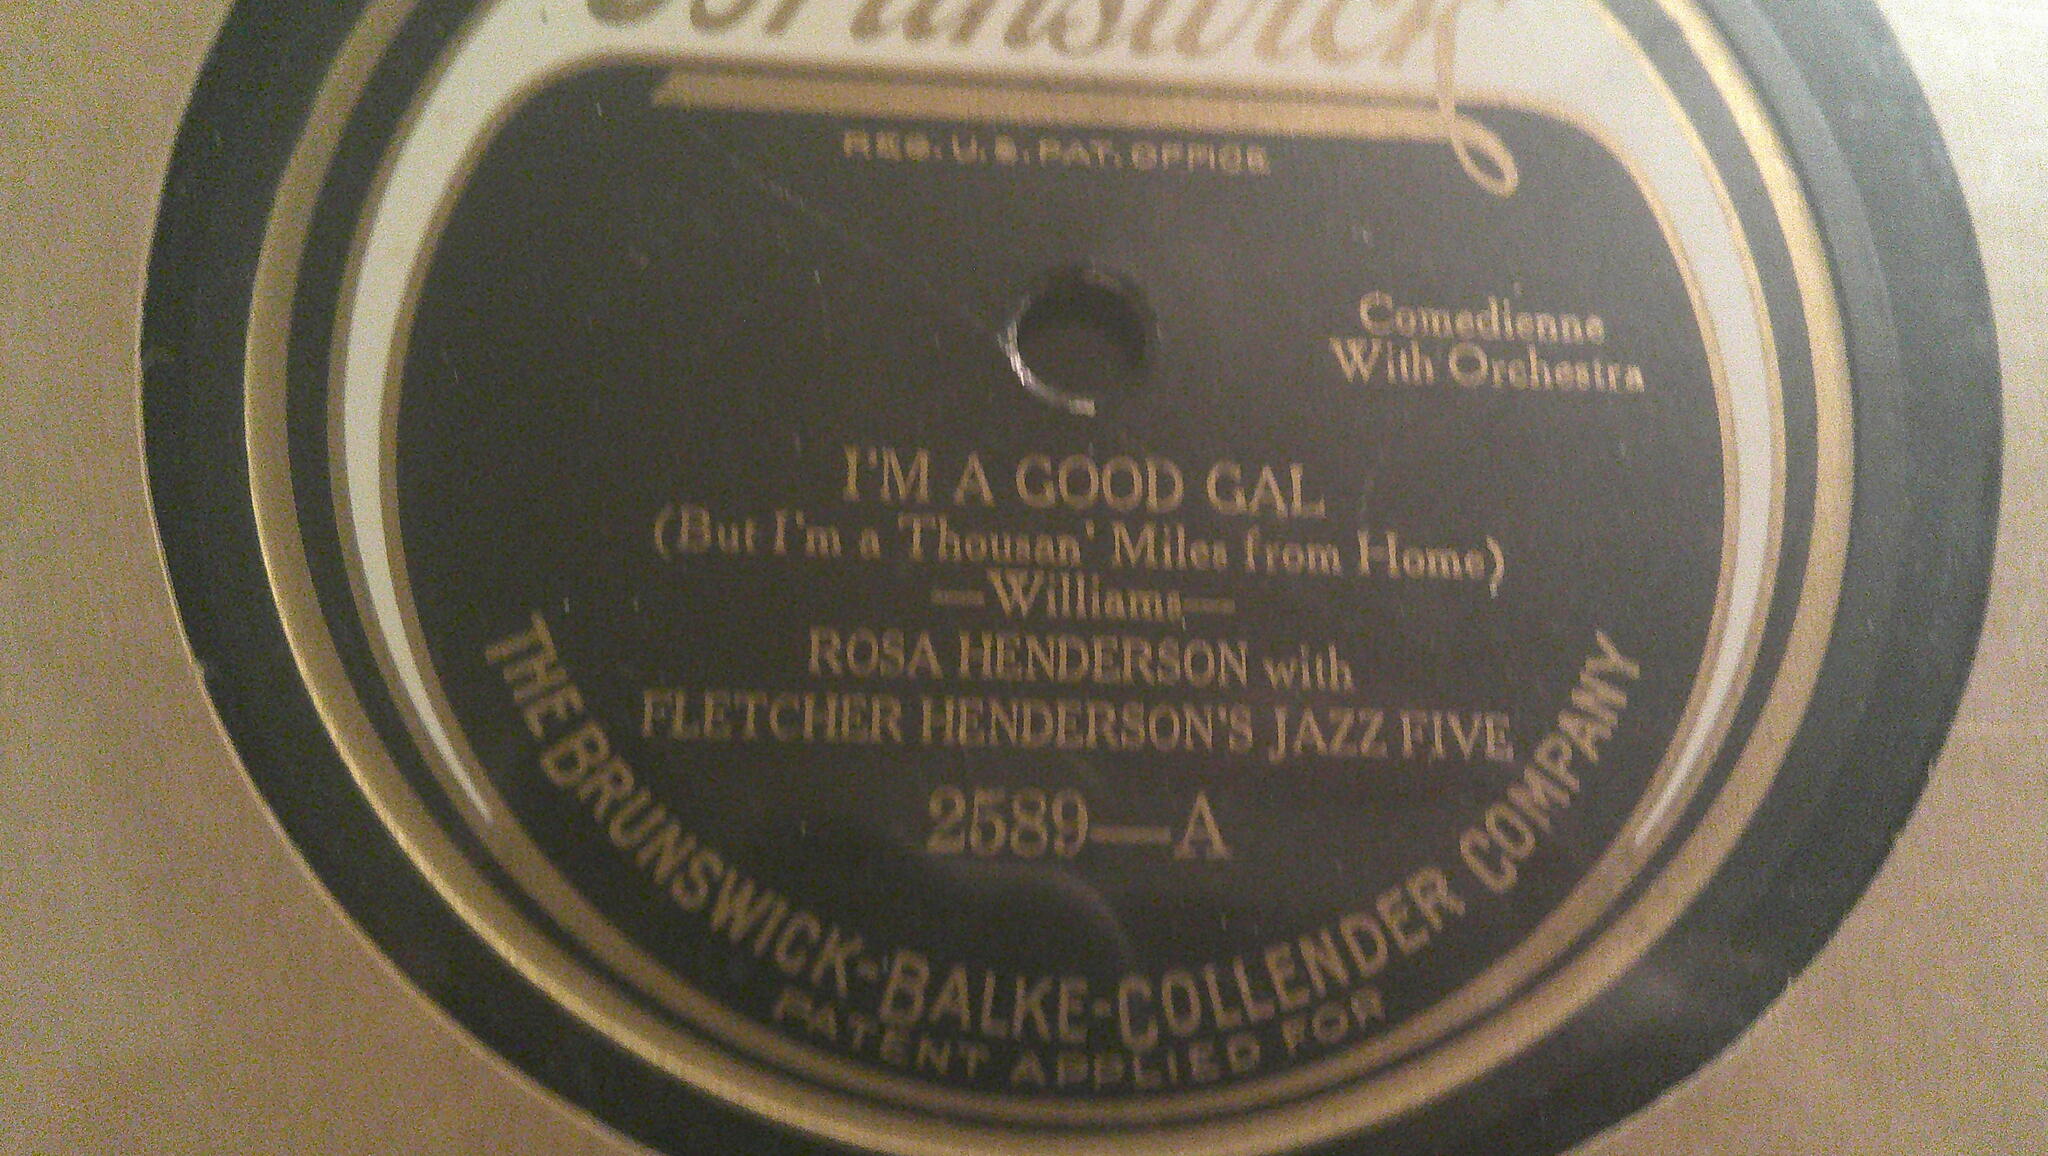 Brunswick
REG. U. S. PAT. OFFICE
Comedienne
With Orchestra
I'M A GOOD GAL
(But I'm a Thousan' Miles from Home)
—Williams—
ROSA HENDERSON with
FLETCHER HENDERSON'S JAZZ FIVE
2589—A
THE BRUNSWICK-BALKE-COLLENDER COMPANY
PATENT APPLIED FOR